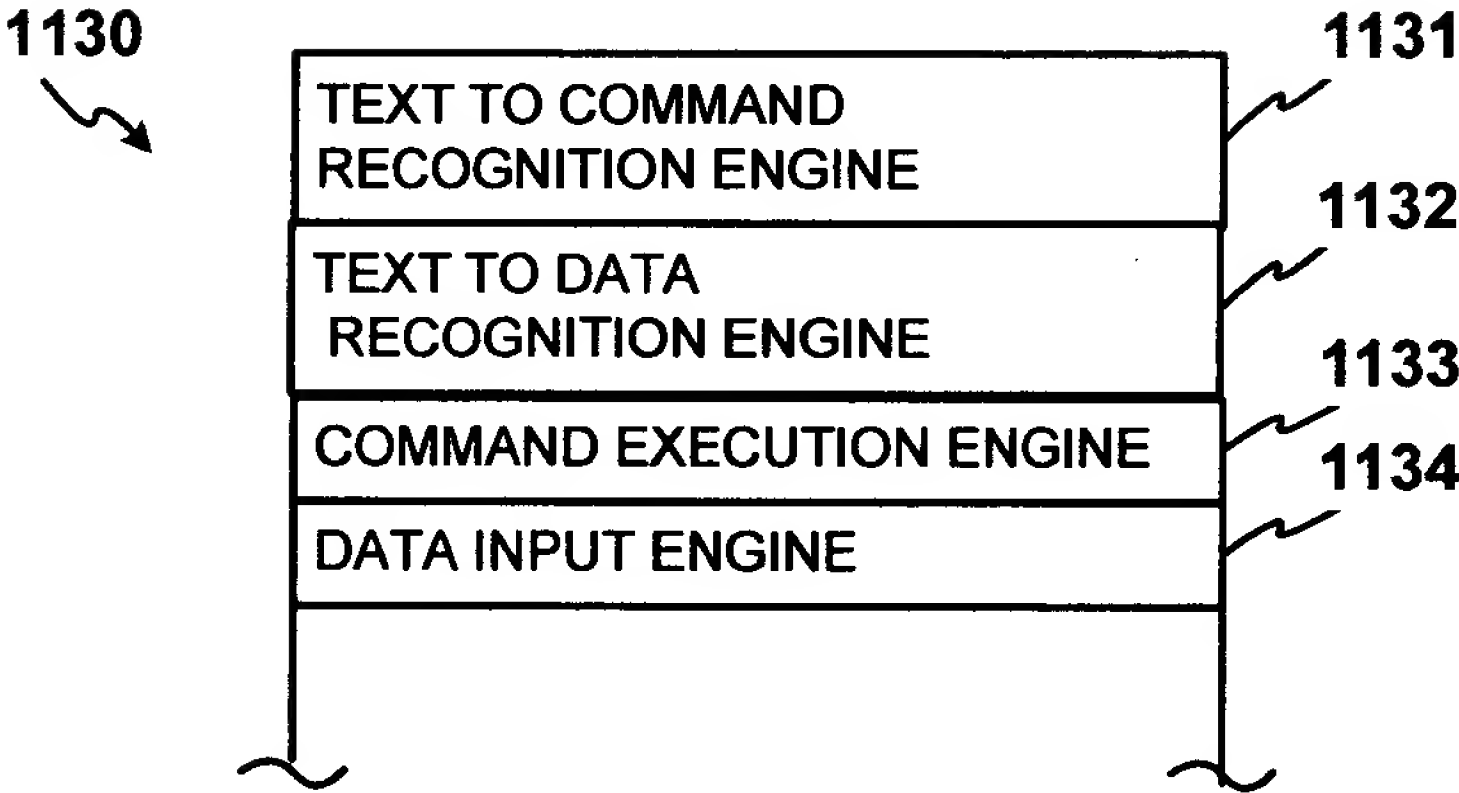 1130
1131
TEXT TO COMMAND
RECOGNITION ENGINE
1132
TEXT TO DATA
RECOGNITION ENGINE
1133
COMMAND EXECUTION ENGINE
1134
DATA INPUT ENGINE